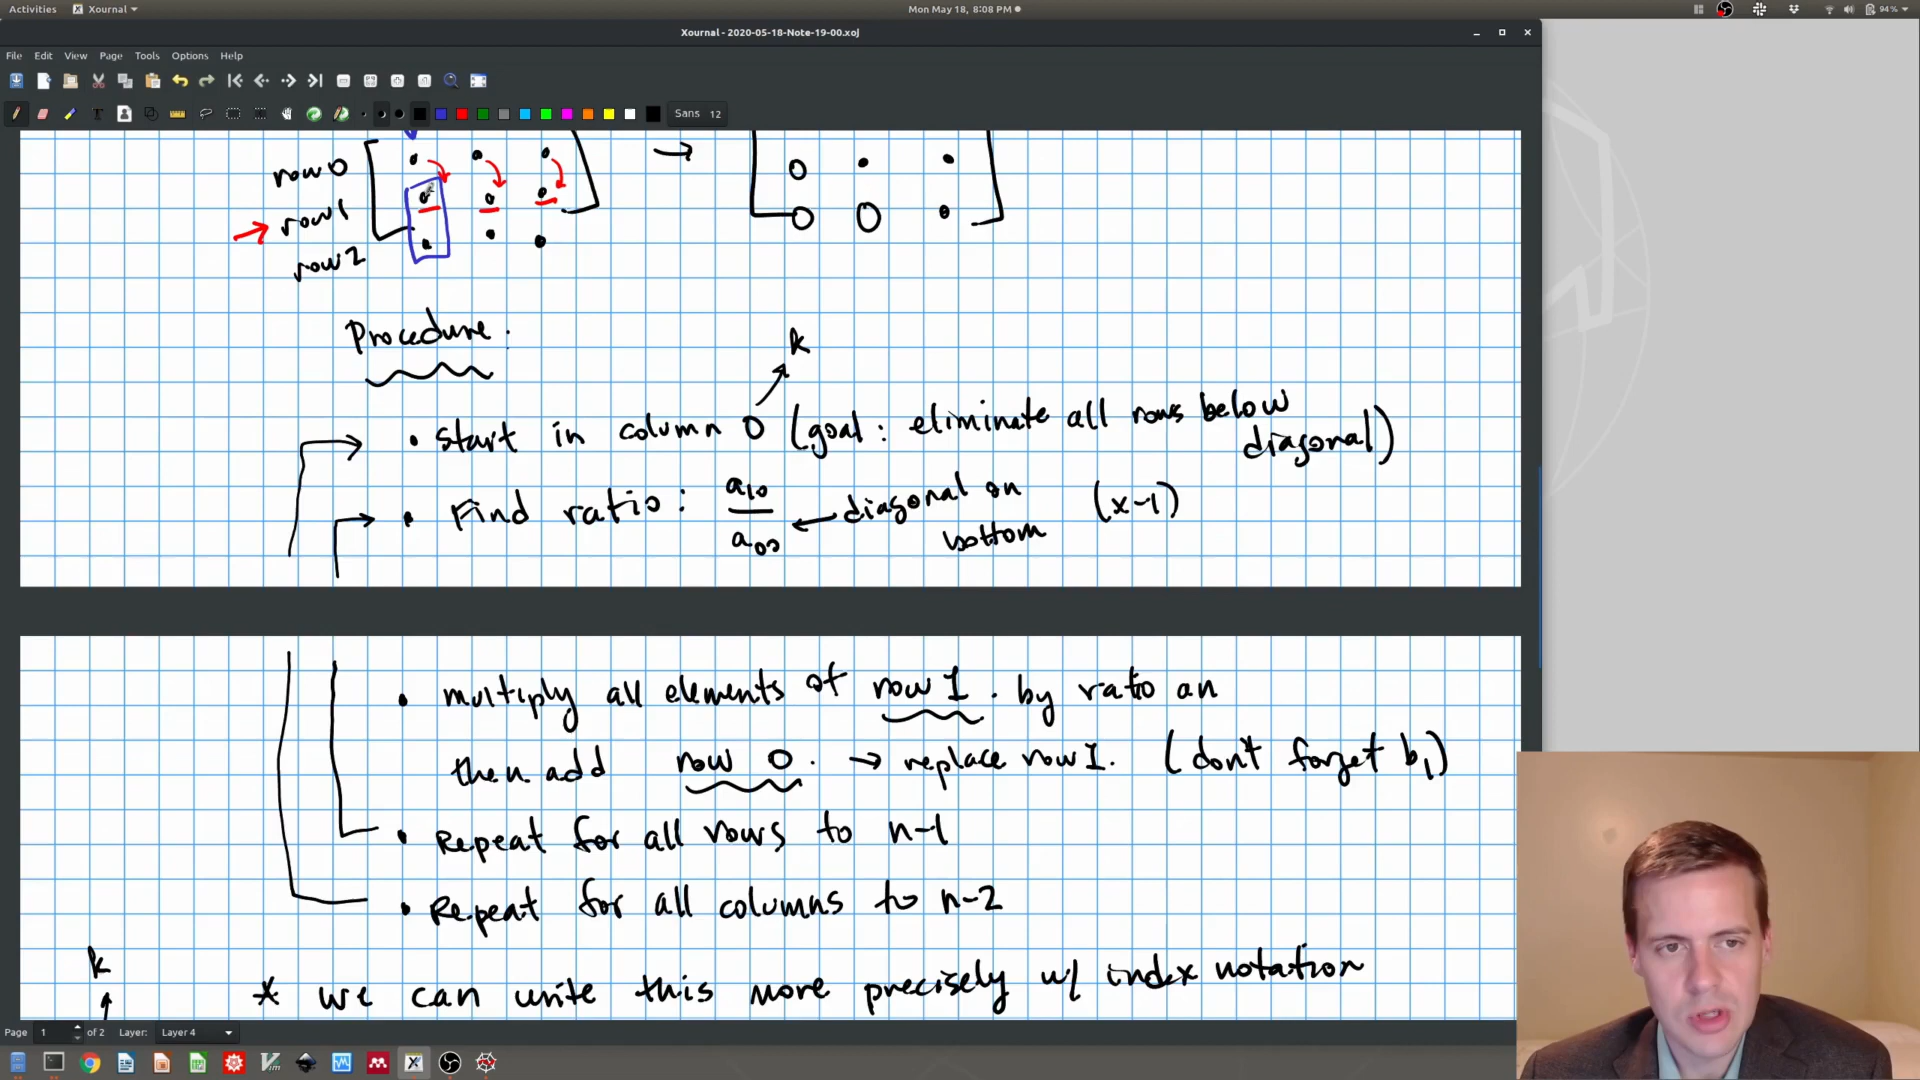 Activities Xournal Mon May 18, 8:08 PM 94%
Xournal - 2020-05-18-Note-19-00.xoj
File Edit View Page Journal Tools Options Help
Sans 12
row 0
row 1
row 2
Procedure:
k
• Start in column 0 (goal: eliminate all rows below
diagonal)
• Find ratio: a10 / a00 ← diagonal on bottom (x-1)
• multiply all elements of row 1. by ratio an
then add row 0. → replace row 1. (don't forget b1)
• Repeat for all rows to n-1
• Repeat for all columns to n-2
k
* we can write this more precisely w/ index notation
Page 1 of 2 Layer: Layer 4